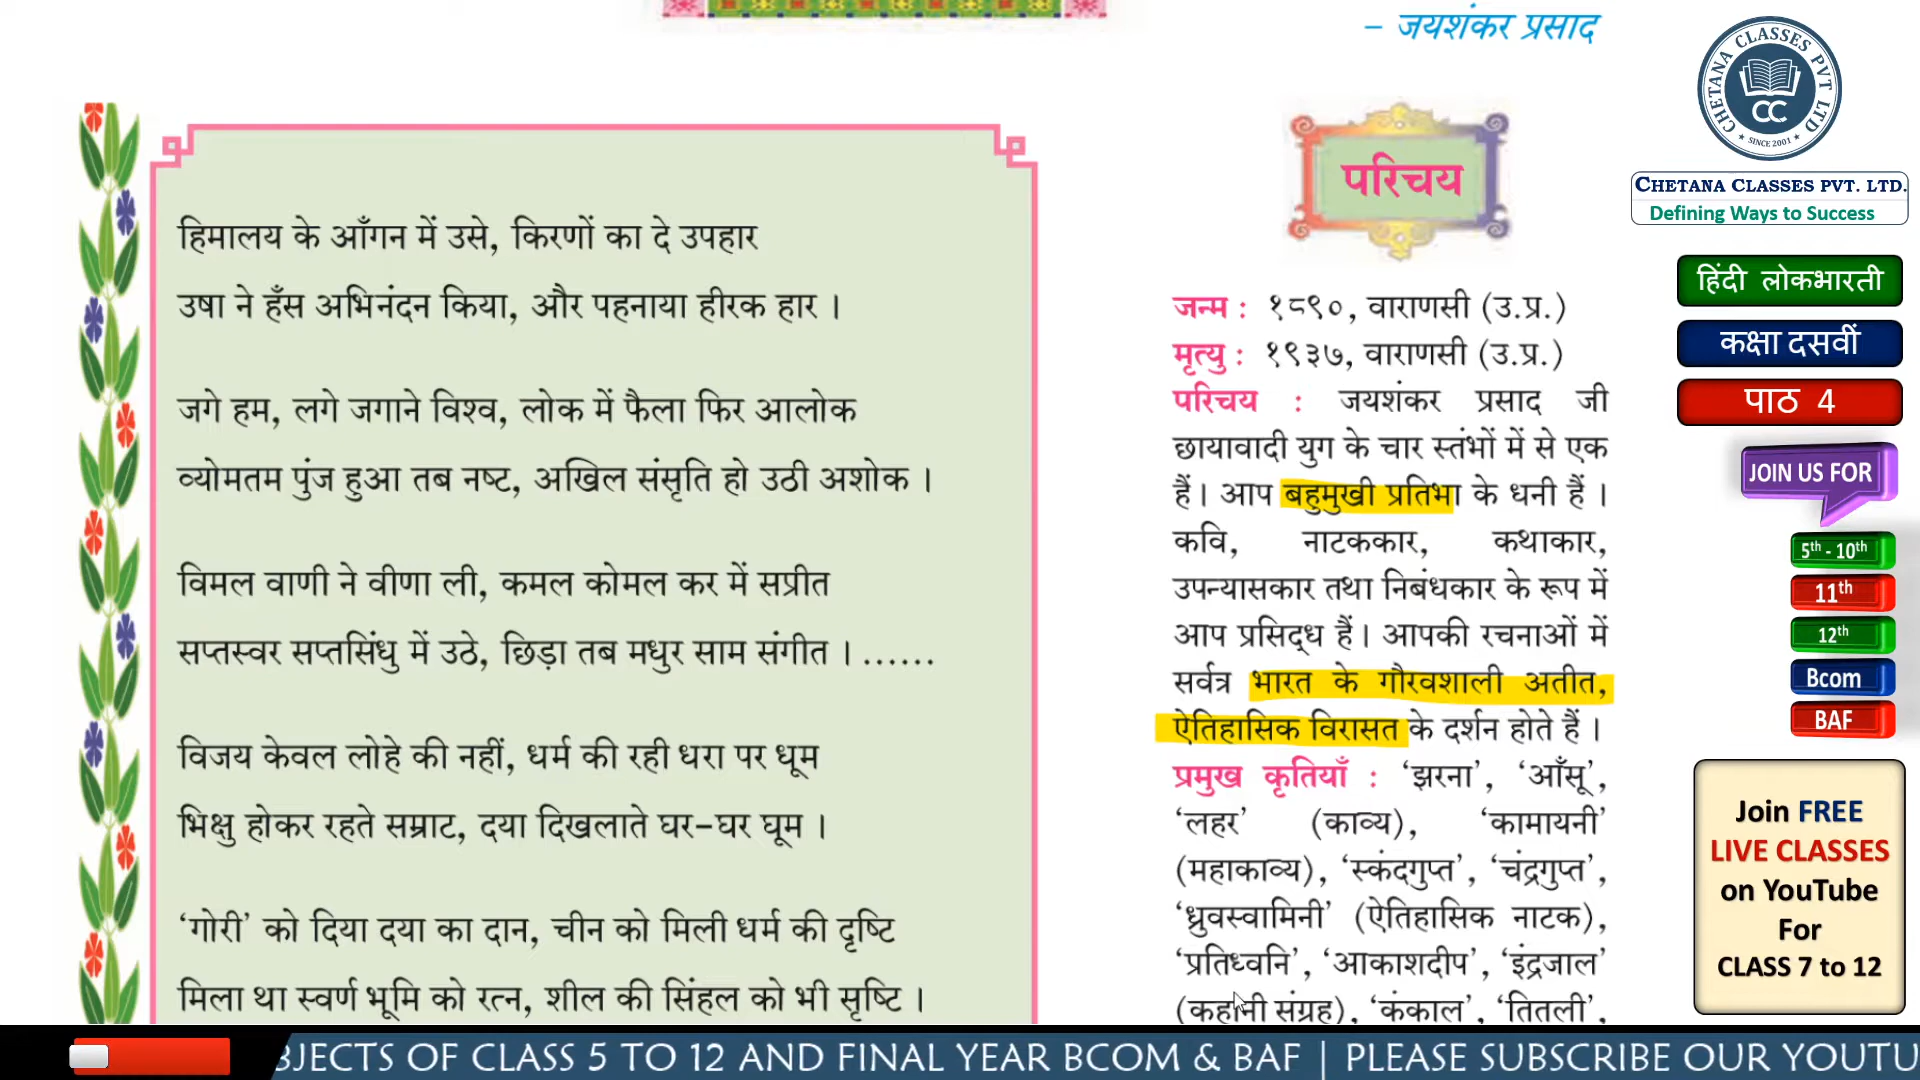 – जयशंकर प्रसाद
हिमालय के आँगन में उसे, किरणों का दे उपहार
उषा ने हँस अभिनंदन किया, और पहनाया हीरक हार ।
जगे हम, लगे जगाने विश्व, लोक में फैला फिर आलोक
व्योमतम पुंज हुआ तब नष्ट, अखिल संसृति हो उठी अशोक ।
विमल वाणी ने वीणा ली, कमल कोमल कर में सप्रीत
सप्तस्वर सप्तसिंधु में उठे, छिड़ा तब मधुर साम संगीत । ......
विजय केवल लोहे की नहीं, धर्म की रही धरा पर धूम
भिक्षु होकर रहते सम्राट, दया दिखलाते घर-घर घूम ।
‘गोरी’ को दिया दया का दान, चीन को मिली धर्म की दृष्टि
मिला था स्वर्ण भूमि को रत्न, शील की सिंहल को भी सृष्टि ।
परिचय
जन्म : १८९०, वाराणसी (उ.प्र.)
मृत्यु : १९३७, वाराणसी (उ.प्र.)
परिचय : जयशंकर प्रसाद जी
छायावादी युग के चार स्तंभों में से एक
हैं । आप बहुमुखी प्रतिभा के धनी हैं ।
कवि, नाटककार, कथाकार,
उपन्यासकार तथा निबंधकार के रूप में
आप प्रसिद्ध हैं । आपकी रचनाओं में
सर्वत्र भारत के गौरवशाली अतीत,
ऐतिहासिक विरासत के दर्शन होते हैं ।
प्रमुख कृतियाँ : ‘झरना’, ‘आँसू’,
‘लहर’ (काव्य), ‘कामायनी’
(महाकाव्य), ‘स्कंदगुप्त’, ‘चंद्रगुप्त’,
‘ध्रुवस्वामिनी’ (ऐतिहासिक नाटक),
‘प्रतिध्वनि’, ‘आकाशदीप’, ‘इंद्रजाल’
(कहानी संग्रह), ‘कंकाल’, ‘तितली’,
CHETANA CLASSES PVT LTD
CC
SINCE 2001
CHETANA CLASSES PVT. LTD.
Defining Ways to Success
हिंदी लोकभारती
कक्षा दसवीं
पाठ 4
JOIN US FOR
5th - 10th
11th
12th
Bcom
BAF
Join FREE
LIVE CLASSES
on YouTube
For
CLASS 7 to 12
BJECTS OF CLASS 5 TO 12 AND FINAL YEAR BCOM & BAF | PLEASE SUBSCRIBE OUR YOUTU